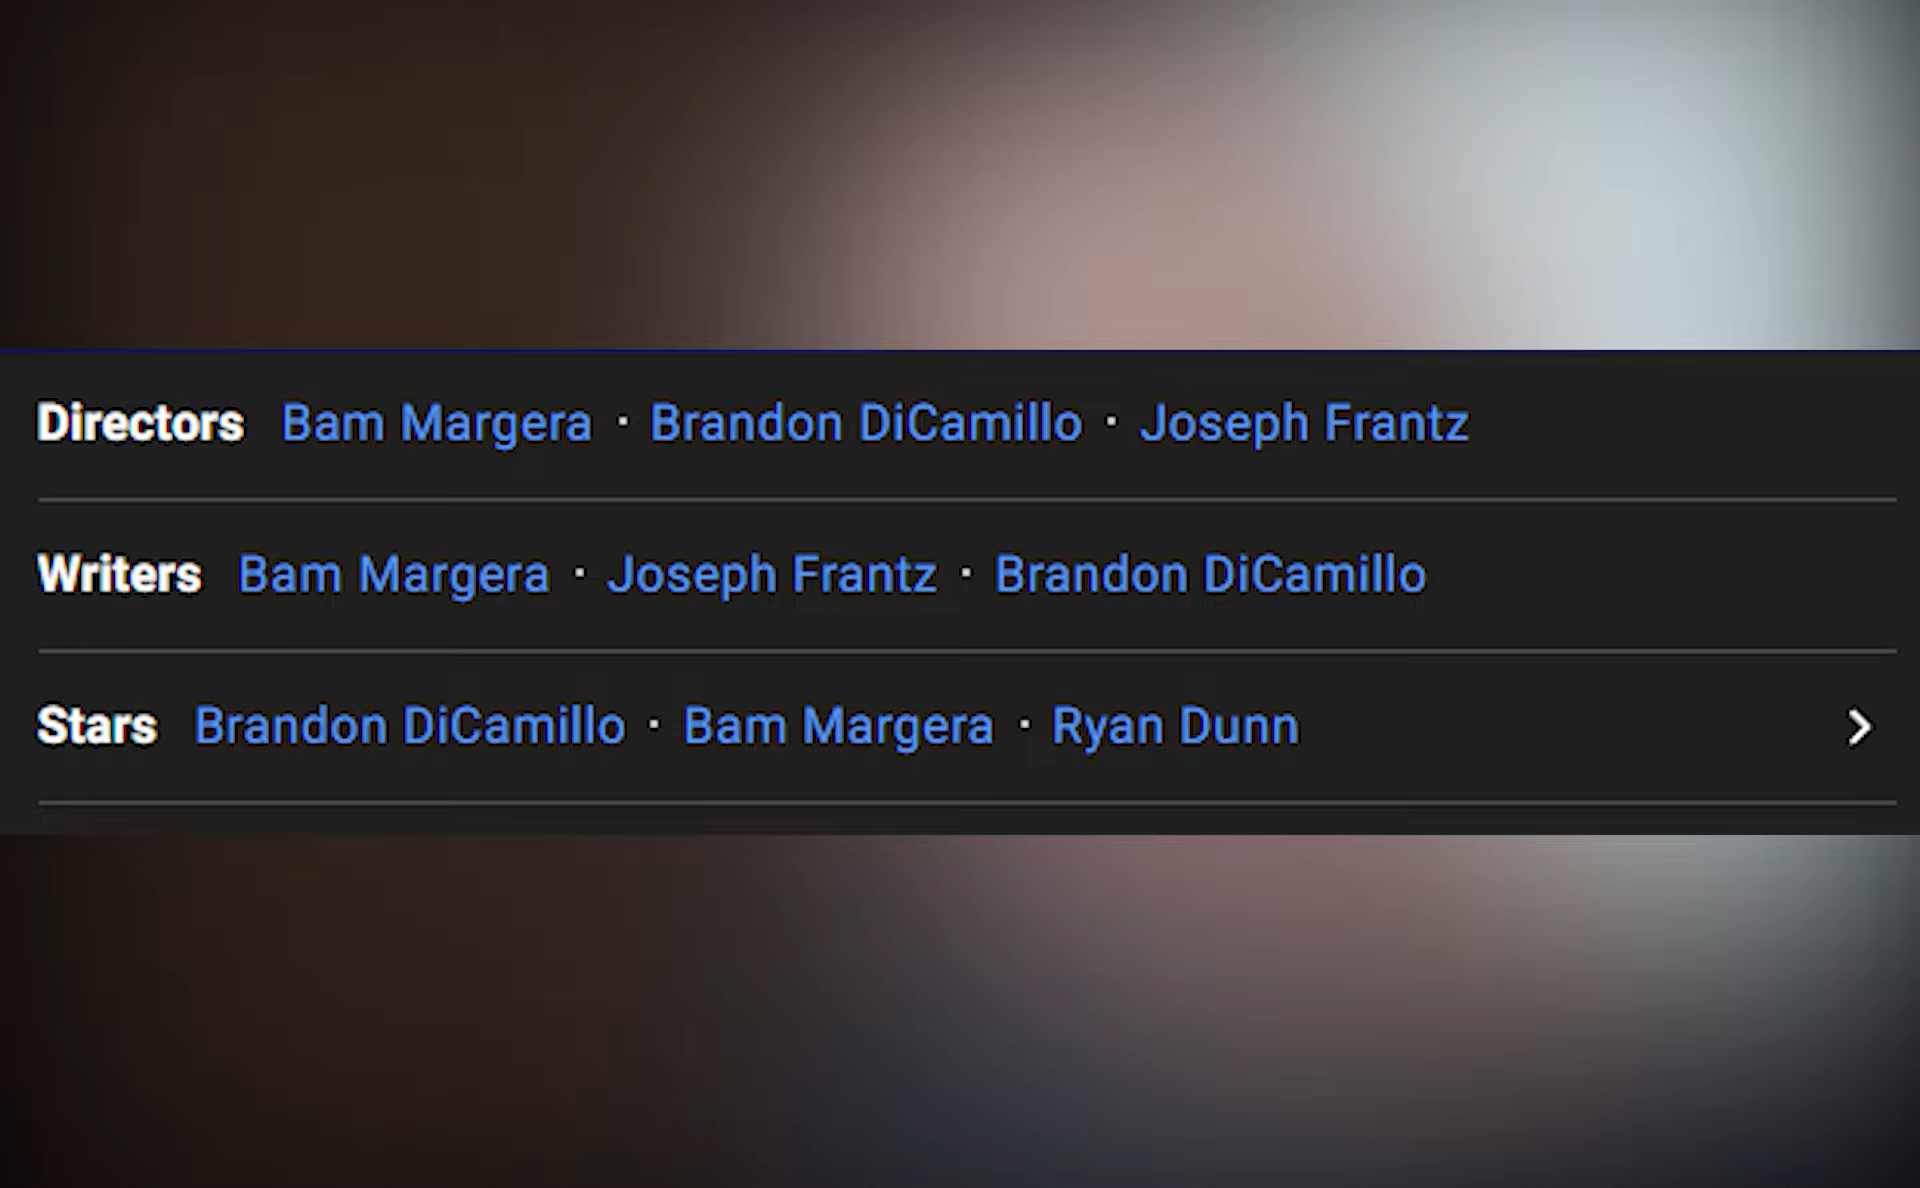 Directors Bam Margera · Brandon DiCamillo · Joseph Frantz
Writers Bam Margera · Joseph Frantz · Brandon DiCamillo
Stars Brandon DiCamillo · Bam Margera · Ryan Dunn